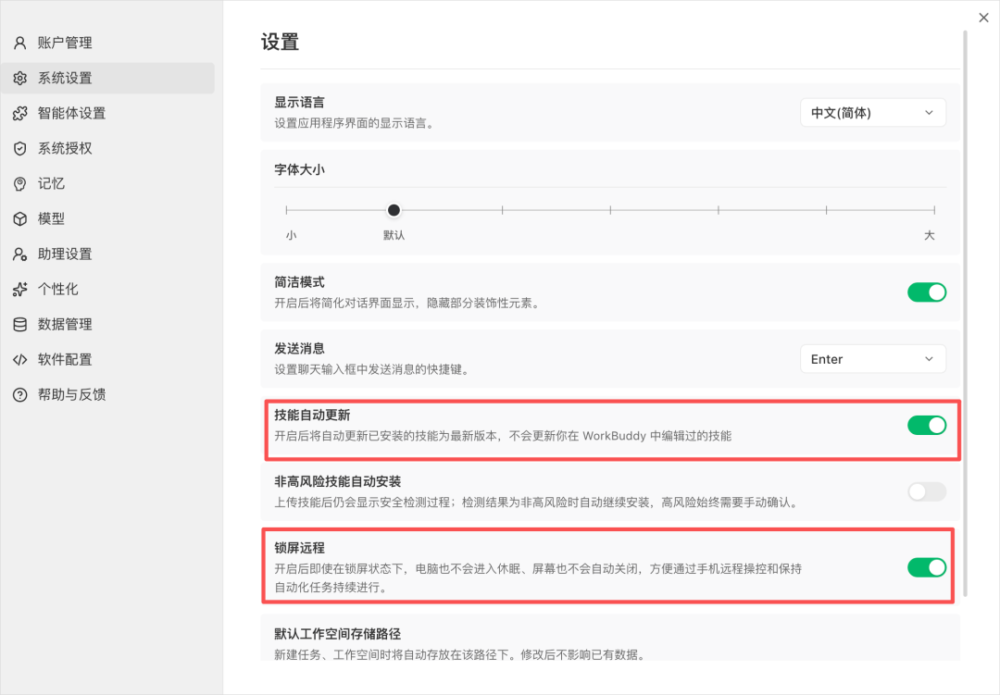 账户管理
系统设置
智能体设置
系统授权
记忆
模型
助理设置
个性化
数据管理
软件配置
帮助与反馈
设置
显示语言
设置应用程序界面的显示语言。
中文(简体)
字体大小
小
默认
大
简洁模式
开启后将简化对话界面显示，隐藏部分装饰性元素。
发送消息
设置聊天输入框中发送消息的快捷键。
Enter
技能自动更新
开启后将自动更新已安装的技能为最新版本，不会更新你在 WorkBuddy 中编辑过的技能
非高风险技能自动安装
上传技能后仍会显示安全检测过程；检测结果为非高风险时自动继续安装，高风险始终需要手动确认。
锁屏远程
开启后即使在锁屏状态下，电脑也不会进入休眠、屏幕也不会自动关闭，方便通过手机远程操控和保持
自动化任务持续进行。
默认工作空间存储路径
新建任务、工作空间时将自动存放在该路径下。修改后不影响已有数据。